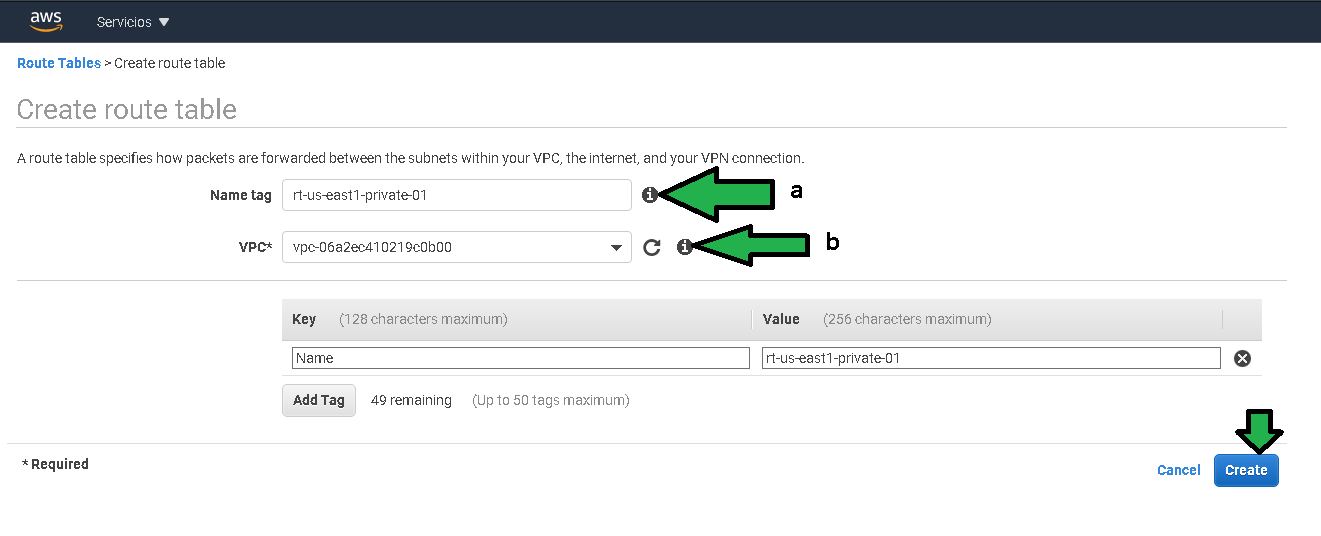 aws Servicios
Route Tables > Create route table
Create route table
A route table specifies how packets are forwarded between the subnets within your VPC, the internet, and your VPN connection.
Name tag rt-us-east1-private-01 a
VPC* vpc-06a2ec410219c0b00 b
Key (128 characters maximum) Value (256 characters maximum)
Name rt-us-east1-private-01
Add Tag 49 remaining (Up to 50 tags maximum)
* Required
Cancel Create